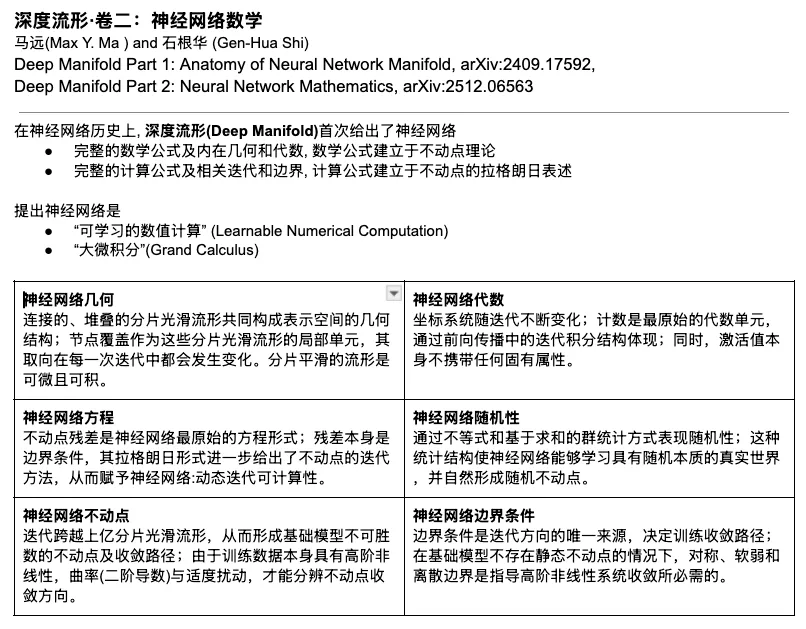 深度流形·卷二：神经网络数学
马远(Max Y. Ma ) and 石根华 (Gen-Hua Shi)
Deep Manifold Part 1: Anatomy of Neural Network Manifold, arXiv:2409.17592,
Deep Manifold Part 2: Neural Network Mathematics, arXiv:2512.06563
在神经网络历史上, 深度流形(Deep Manifold)首次给出了神经网络
● 完整的数学公式及内在几何和代数, 数学公式建立于不动点理论
● 完整的计算公式及相关迭代和边界, 计算公式建立于不动点的拉格朗日表述
提出神经网络是
● “可学习的数值计算” (Learnable Numerical Computation)
● “大微积分”(Grand Calculus)
神经网络几何
连接的、堆叠的分片光滑流形共同构成表示空间的几何
结构；节点覆盖作为这些分片光滑流形的局部单元，其
取向在每一次迭代中都会发生变化。分片平滑的流形是
可微且可积。
神经网络代数
坐标系统随迭代不断变化；计数是最原始的代数单元，
通过前向传播中的迭代积分结构体现；同时，激活值本
身不携带任何固有属性。
神经网络方程
不动点残差是神经网络最原始的方程形式；残差本身是
边界条件，其拉格朗日形式进一步给出了不动点的迭代
方法，从而赋予神经网络:动态迭代可计算性。
神经网络随机性
通过不等式和基于求和的群统计方式表现随机性；这种
统计结构使神经网络能够学习具有随机本质的真实世界
，并自然形成随机不动点。
神经网络不动点
迭代跨越上亿分片光滑流形，从而形成基础模型不可胜
数的不动点及收敛路径；由于训练数据本身具有高阶非
线性，曲率(二阶导数)与适度扰动，才能分辨不动点收
敛方向。
神经网络边界条件
边界条件是迭代方向的唯一来源，决定训练收敛路径；
在基础模型不存在静态不动点的情况下，对称、软弱和
离散边界是指导高阶非线性系统收敛所必需的。